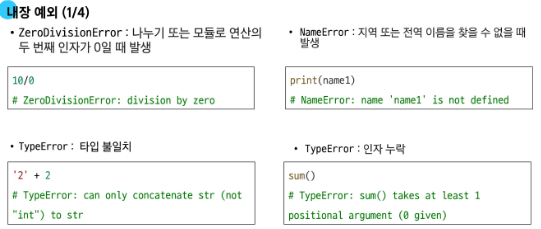 내장 예외 (1/4)
• ZeroDivisionError : 나누기 또는 모듈로 연산의
두 번째 인자가 0일 때 발생
10/0
# ZeroDivisionError: division by zero
• NameError : 지역 또는 전역 이름을 찾을 수 없을 때
발생
print(name1)
# NameError: name 'name1' is not defined
• TypeError : 타입 불일치
'2' + 2
# TypeError: can only concatenate str (not
"int") to str
• TypeError : 인자 누락
sum()
# TypeError: sum() takes at least 1
positional argument (0 given)